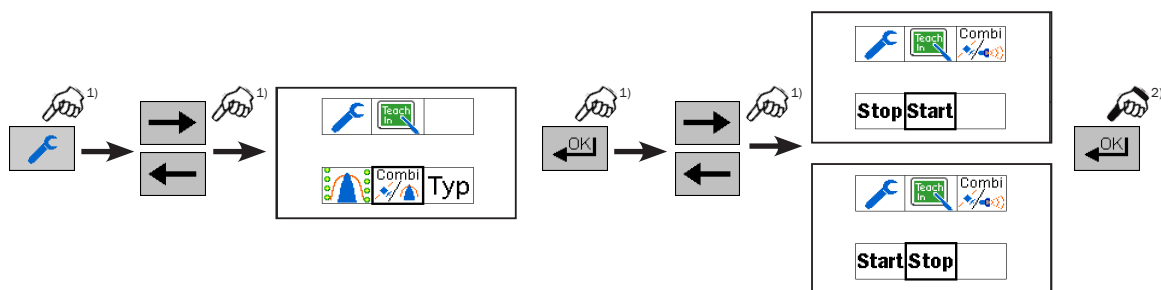 1)
1)
Teach
In
Combi
Typ
1)
OK
1)
Teach
In
Combi
Stop Start
Teach
In
Combi
Start Stop
2)
OK